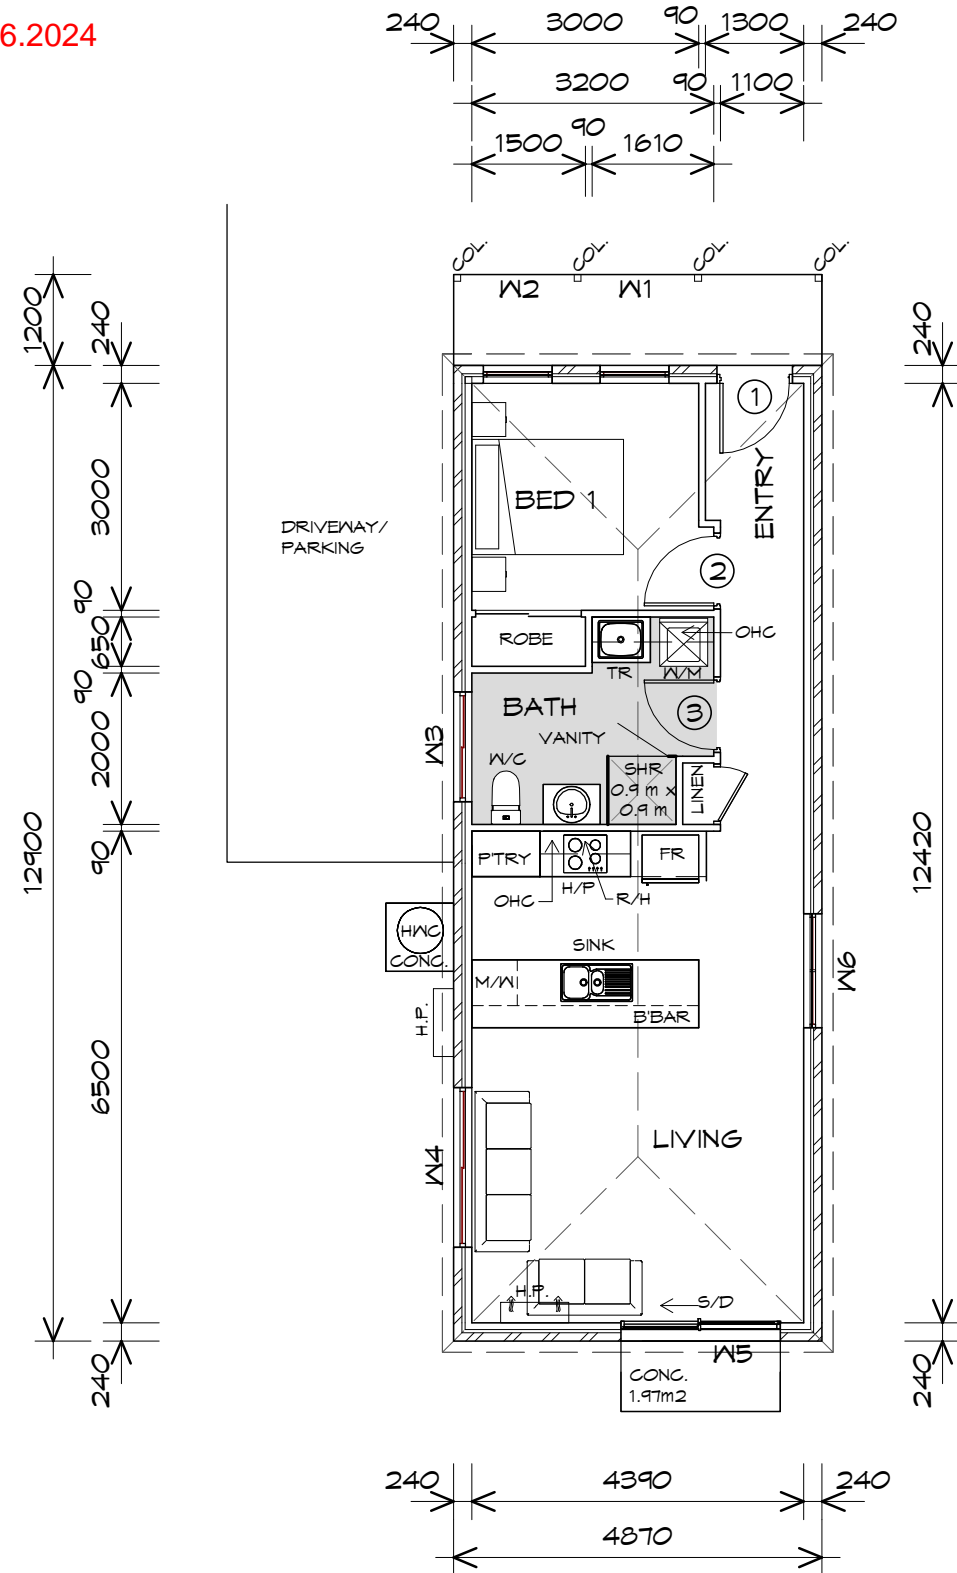 6.2024
240 3000 90 1300 240
3200 90 1100
1500 90 1610
COL. COL. COL. COL.
W2 W1
1200
240
240
1
BED 1
ENTRY
3000
DRIVEWAY/
PARKING
2
90
650
90
ROBE
OHC
TR
W/M
BATH
3
VANITY
W3
2000
W/C
SHR
0.9 m x
0.9 m
LINEN
90
12900
12420
P'TRY
FR
H/P
OHC
R/H
HWC
CONC.
SINK
M/W
W6
B'BAR
H.P.
6500
LIVING
W4
H.P.
S/D
W5
240
240
CONC.
1.97m2
240 4390 240
4870